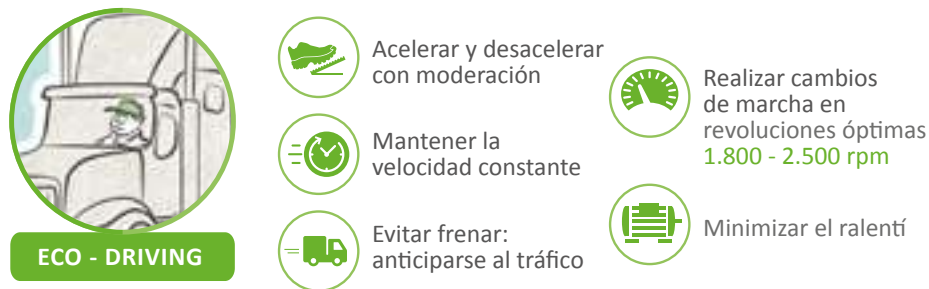 ECO - DRIVING
Acelerar y desacelerar
con moderación
Mantener la
velocidad constante
Evitar frenar:
anticiparse al tráfico
Realizar cambios
de marcha en
revoluciones óptimas
1.800 - 2.500 rpm
Minimizar el ralentí